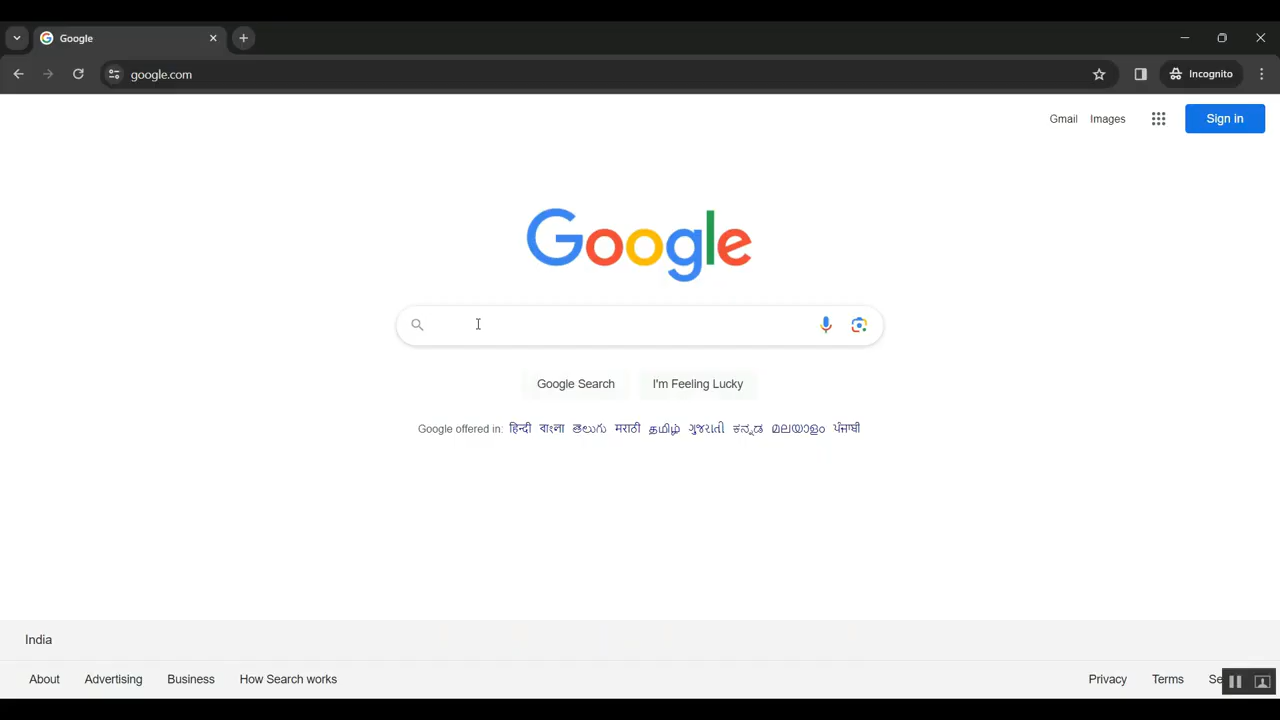 Google
google.com
Incognito
Gmail Images Sign in
Google
Google Search I'm Feeling Lucky
Google offered in: हिन्दी বাংলা తెలుగు मराठी தமிழ் ગુજરાતી ಕನ್ನಡ മലയാളം ਪੰਜਾਬੀ
India
About Advertising Business How Search works Privacy Terms Se